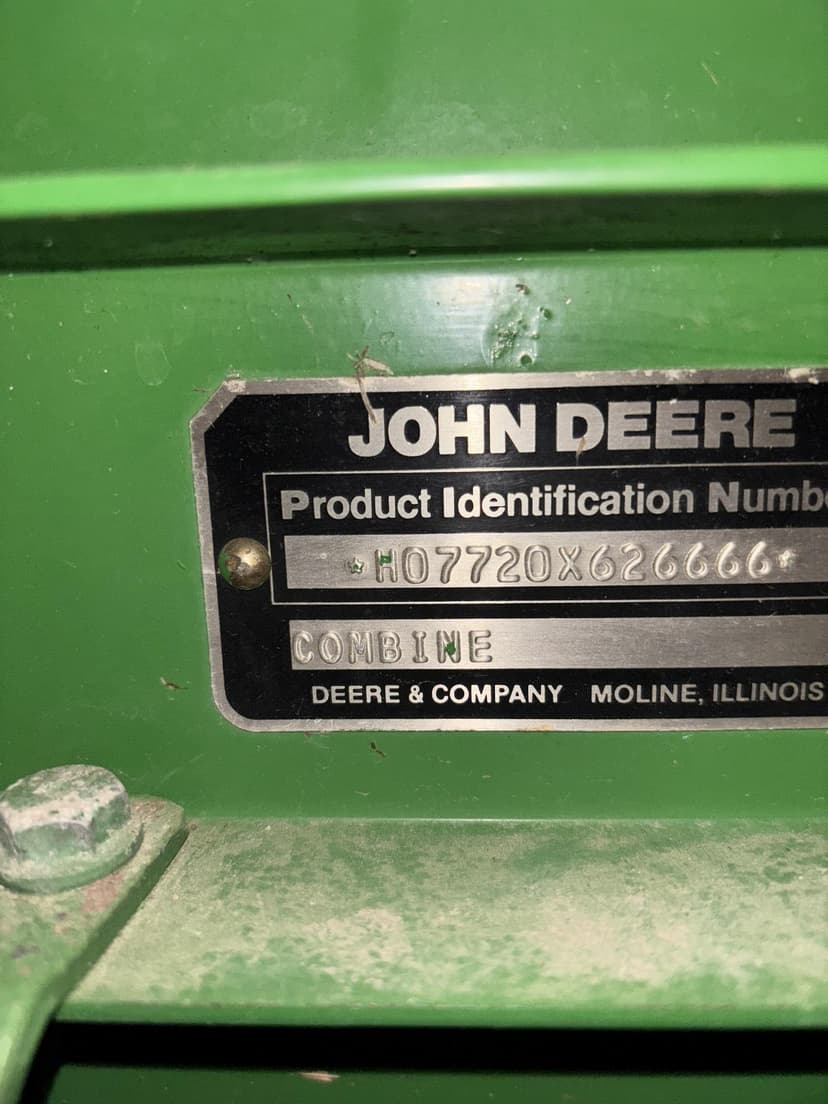 JOHN DEERE
Product Identification Numbe
*H07720X626666*
COMBINE
DEERE & COMPANY MOLINE, ILLINOIS